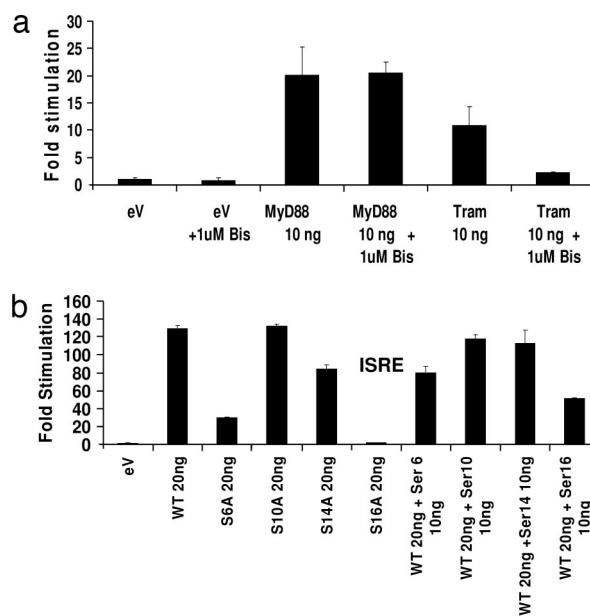 a
Fold stimulation
30
25
20
15
10
5
0
eV
eV
+1uM Bis
MyD88
10 ng
MyD88
10 ng +
1uM Bis
Tram
10 ng
Tram
10 ng +
1uM Bis
b
Fold Stimulation
160
140
120
100
80
60
40
20
0
ISRE
eV
WT 20ng
S6A 20ng
S10A 20ng
S14A 20ng
S16A 20ng
WT 20ng + Ser 6
10ng
WT 20ng + Ser10
10ng
WT 20ng +Ser14 10ng
WT 20ng + Ser16
10ng